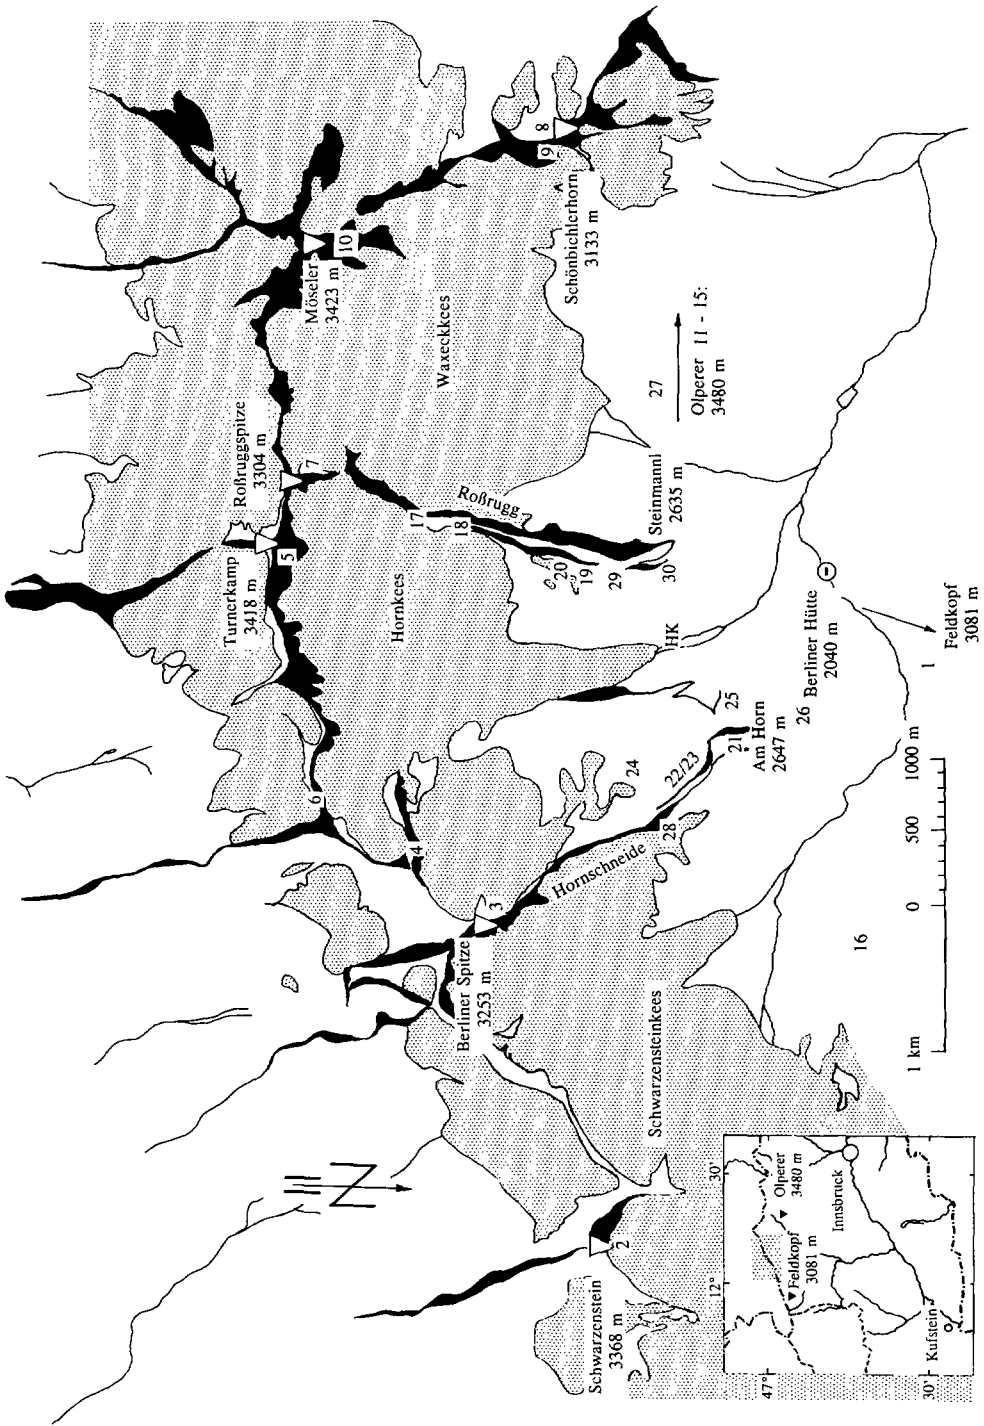 Roßruggspitze
3304 m
Turnerkamp
3418 m
Möseler
3423 m
8
9
10
7
5
6
4
3
2
Schönbichlerhorn
3133 m
Waxeckkees
Hornkees
Roßrugg
17
18
20
19
29
30
Steinmannl
2635 m
27
Olperer 11 - 15:
3480 m
HK
Berliner Hütte
2040 m
Feldkopf
3081 m
1
26
25
21
Am Horn
2647 m
22/23
24
28
Hornschneide
Berliner Spitze
3253 m
Schwarzensteinkees
16
Schwarzenstein
3368 m
N
1 km
0
500
1000 m
30'
12°
47°
30'
Olperer
3480 m
Feldkopf
3081 m
Innsbruck
Kufstein